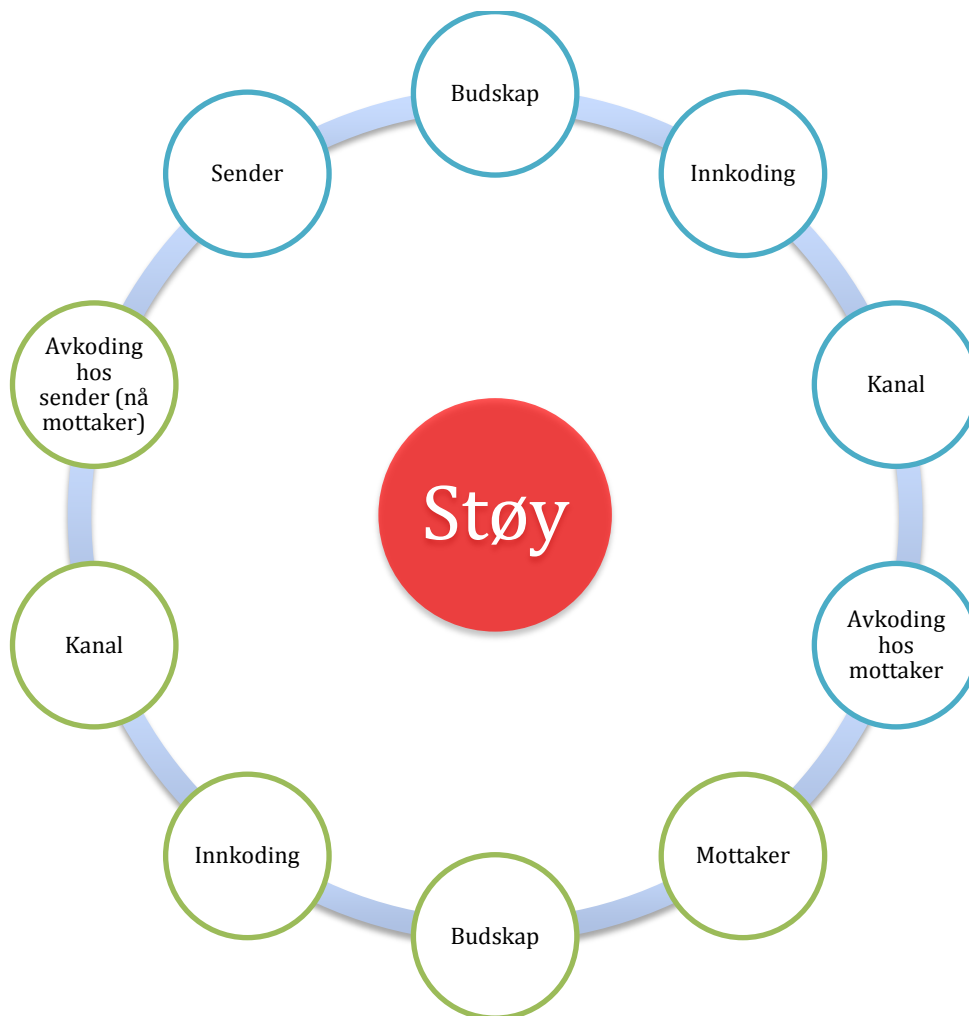 Budskap
Sender
Innkoding
Avkoding
hos
sender (nå
mottaker)
Kanal
Støy
Kanal
Avkoding
hos
mottaker
Innkoding
Mottaker
Budskap